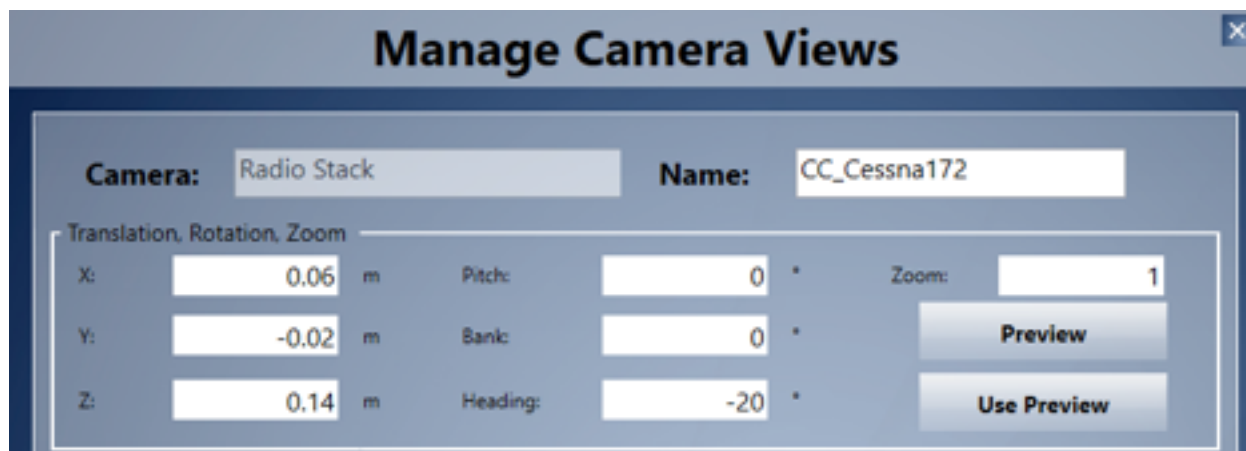 Manage Camera Views
Camera: Radio Stack Name: CC_Cessna172
Translation, Rotation, Zoom
X: 0.06 m Pitch: 0 ° Zoom: 1
Y: -0.02 m Bank: 0 ° Preview
Z: 0.14 m Heading: -20 ° Use Preview